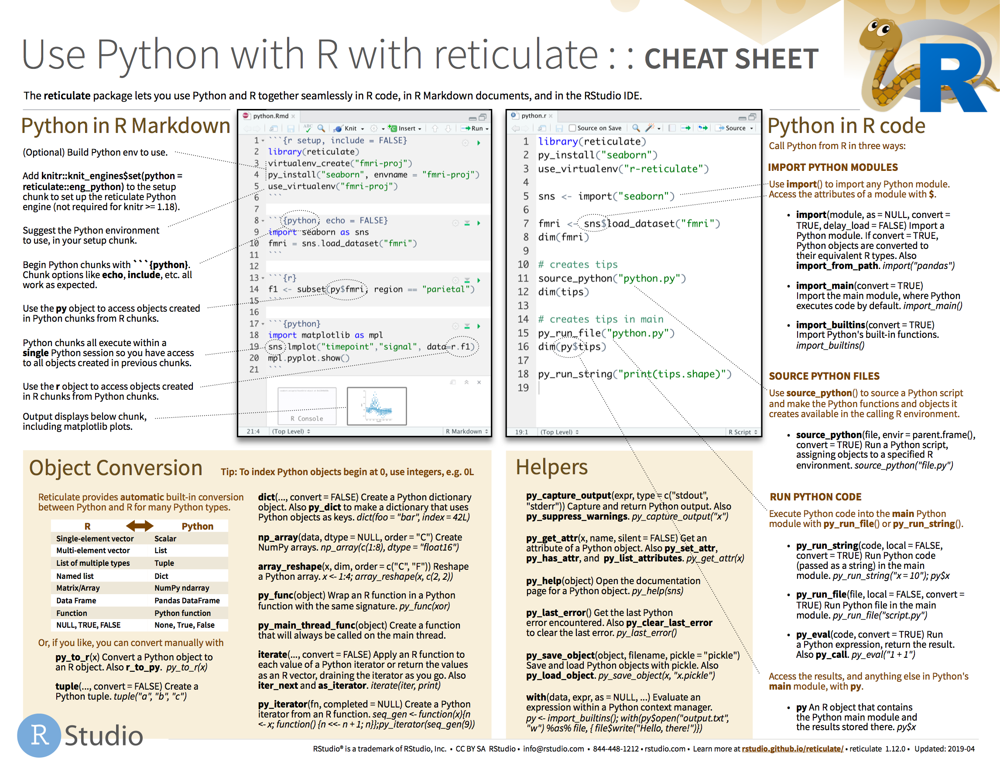 Use Python with R with reticulate : : CHEAT SHEET
The reticulate package lets you use Python and R together seamlessly in R code, in R Markdown documents, and in the RStudio IDE.
Python in R Markdown
(Optional) Build Python env to use.
Add knitr::knit_engines$set(python =
reticulate::eng_python) to the setup
chunk to set up the reticulate Python
engine (not required for knitr >= 1.18).
Suggest the Python environment
to use, in your setup chunk.
Begin Python chunks with ```{python}.
Chunk options like echo, include, etc. all
work as expected.
Use the py object to access objects created
in Python chunks from R chunks.
Python chunks all execute within a
single Python session so you have access
to all objects created in previous chunks.
Use the r object to access objects created
in R chunks from Python chunks.
Output displays below chunk,
including matplotlib plots.
python.Rmd
ABC Knit Insert Run
1 ```{r setup, include = FALSE}
2 library(reticulate)
3 virtualenv_create("fmri-proj")
4 py_install("seaborn", envname = "fmri-proj")
5 use_virtualenv("fmri-proj")
6 ```
7
8 ```{python, echo = FALSE}
9 import seaborn as sns
10 fmri = sns.load_dataset("fmri")
11 ```
12
13 ```{r}
14 f1 <- subset(py$fmri, region == "parietal")
15 ```
16
17 ```{python}
18 import matplotlib as mpl
19 sns.lmplot("timepoint","signal", data=r.f1)
20 mpl.pyplot.show()
21 ```
R Console
21:4 (Top Level) R Markdown
python.r
Source on Save Source
1 library(reticulate)
2 py_install("seaborn")
3 use_virtualenv("r-reticulate")
4
5 sns <- import("seaborn")
6
7 fmri <- sns$load_dataset("fmri")
8 dim(fmri)
9
10 # creates tips
11 source_python("python.py")
12 dim(tips)
13
14 # creates tips in main
15 py_run_file("python.py")
16 dim(py$tips)
17
18 py_run_string("print(tips.shape)")
19
19:1 (Top Level) R Script
Python in R code
Call Python from R in three ways:
IMPORT PYTHON MODULES
Use import() to import any Python module.
Access the attributes of a module with $.
• import(module, as = NULL, convert =
TRUE, delay_load = FALSE) Import a
Python module. If convert = TRUE,
Python objects are converted to
their equivalent R types. Also
import_from_path. import("pandas")
• import_main(convert = TRUE)
Import the main module, where Python
executes code by default. import_main()
• import_builtins(convert = TRUE)
Import Python's built-in functions.
import_builtins()
SOURCE PYTHON FILES
Use source_python() to source a Python script
and make the Python functions and objects it
creates available in the calling R environment.
• source_python(file, envir = parent.frame(),
convert = TRUE) Run a Python script,
assigning objects to a specified R
environment. source_python("file.py")
RUN PYTHON CODE
Execute Python code into the main Python
module with py_run_file() or py_run_string().
• py_run_string(code, local = FALSE,
convert = TRUE) Run Python code
(passed as a string) in the main
module. py_run_string("x = 10"); py$x
• py_run_file(file, local = FALSE, convert =
TRUE) Run Python file in the main
module. py_run_file("script.py")
• py_eval(code, convert = TRUE) Run
a Python expression, return the result.
Also py_call. py_eval("1 + 1")
Access the results, and anything else in Python's
main module, with py.
• py An R object that contains
the Python main module and
the results stored there. py$x
Object Conversion
Tip: To index Python objects begin at 0, use integers, e.g. 0L
Reticulate provides automatic built-in conversion
between Python and R for many Python types.
R Python
Single-element vector Scalar
Multi-element vector List
List of multiple types Tuple
Named list Dict
Matrix/Array NumPy ndarray
Data Frame Pandas DataFrame
Function Python function
NULL, TRUE, FALSE None, True, False
Or, if you like, you can convert manually with
py_to_r(x) Convert a Python object to
an R object. Also r_to_py. py_to_r(x)
tuple(..., convert = FALSE) Create a
Python tuple. tuple("a", "b", "c")
dict(..., convert = FALSE) Create a Python dictionary
object. Also py_dict to make a dictionary that uses
Python objects as keys. dict(foo = "bar", index = 42L)
np_array(data, dtype = NULL, order = "C") Create
NumPy arrays. np_array(c(1:8), dtype = "float16")
array_reshape(x, dim, order = c("C", "F")) Reshape
a Python array. x <- 1:4; array_reshape(x, c(2, 2))
py_func(object) Wrap an R function in a Python
function with the same signature. py_func(xor)
py_main_thread_func(object) Create a function
that will always be called on the main thread.
iterate(..., convert = FALSE) Apply an R function to
each value of a Python iterator or return the values
as an R vector, draining the iterator as you go. Also
iter_next and as_iterator. iterate(iter, print)
py_iterator(fn, completed = NULL) Create a Python
iterator from an R function. seq_gen <- function(x){n
<- x; function() {n <<- n + 1; n}};py_iterator(seq_gen(9))
Helpers
py_capture_output(expr, type = c("stdout",
"stderr")) Capture and return Python output. Also
py_suppress_warnings. py_capture_output("x")
py_get_attr(x, name, silent = FALSE) Get an
attribute of a Python object. Also py_set_attr,
py_has_attr, and py_list_attributes. py_get_attr(x)
py_help(object) Open the documentation
page for a Python object. py_help(sns)
py_last_error() Get the last Python
error encountered. Also py_clear_last_error
to clear the last error. py_last_error()
py_save_object(object, filename, pickle = "pickle")
Save and load Python objects with pickle. Also
py_load_object. py_save_object(x, "x.pickle")
with(data, expr, as = NULL, ...) Evaluate an
expression within a Python context manager.
py <- import_builtins(); with(py$open("output.txt",
"w") %as% file, { file$write("Hello, there!")})
R Studio
RStudio® is a trademark of RStudio, Inc. • CC BY SA RStudio • info@rstudio.com • 844-448-1212 • rstudio.com • Learn more at rstudio.github.io/reticulate/ • reticulate 1.12.0 • Updated: 2019-04